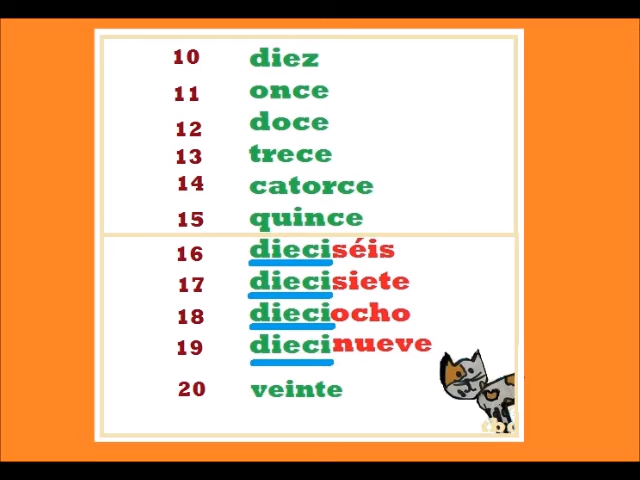 10 diez
11 once
12 doce
13 trece
14 catorce
15 quince
16 dieciséis
17 diecisiete
18 dieciocho
19 diecinueve
20 veinte